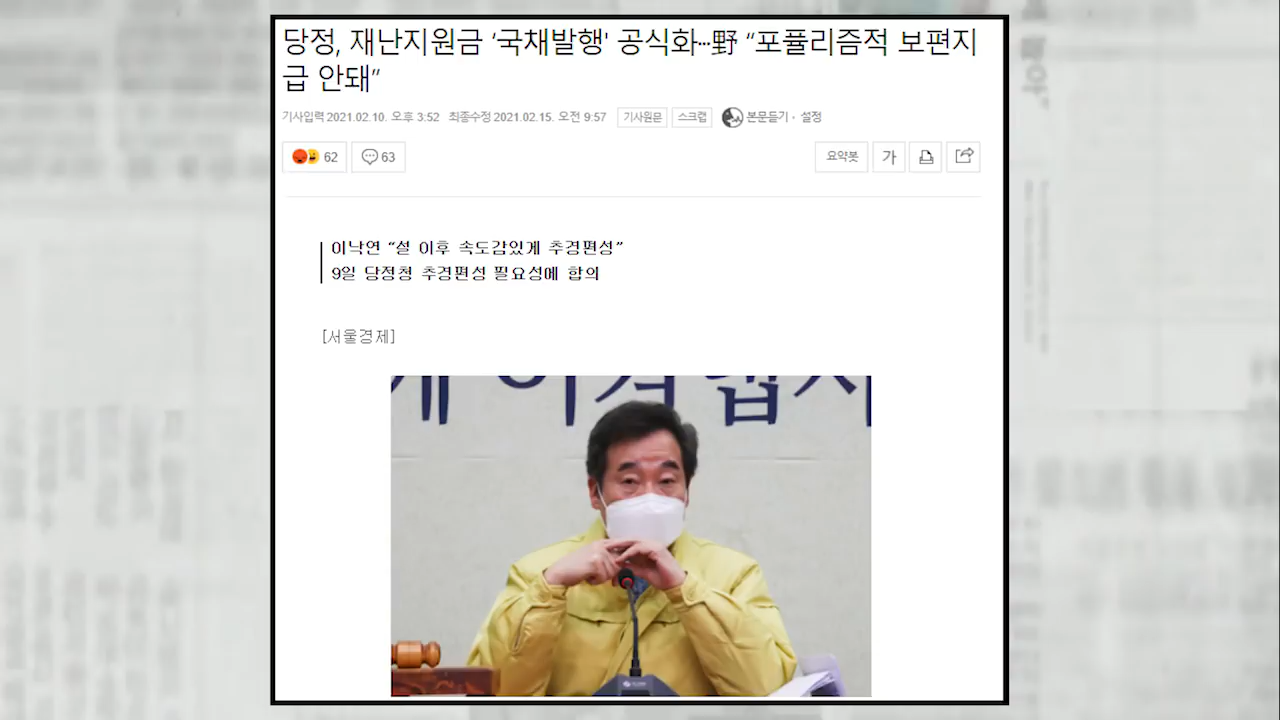 당정, 재난지원금 ‘국채발행' 공식화…野 “포퓰리즘적 보편지
급 안돼”
기사입력 2021.02.10. 오후 3:52 최종수정 2021.02.15. 오전 9:57 기사원문 스크랩 본문듣기 · 설정
62 63 요약봇 가
이낙연 “설 이후 속도감있게 추경편성”
9일 당정청 추경편성 필요성에 합의
[서울경제]